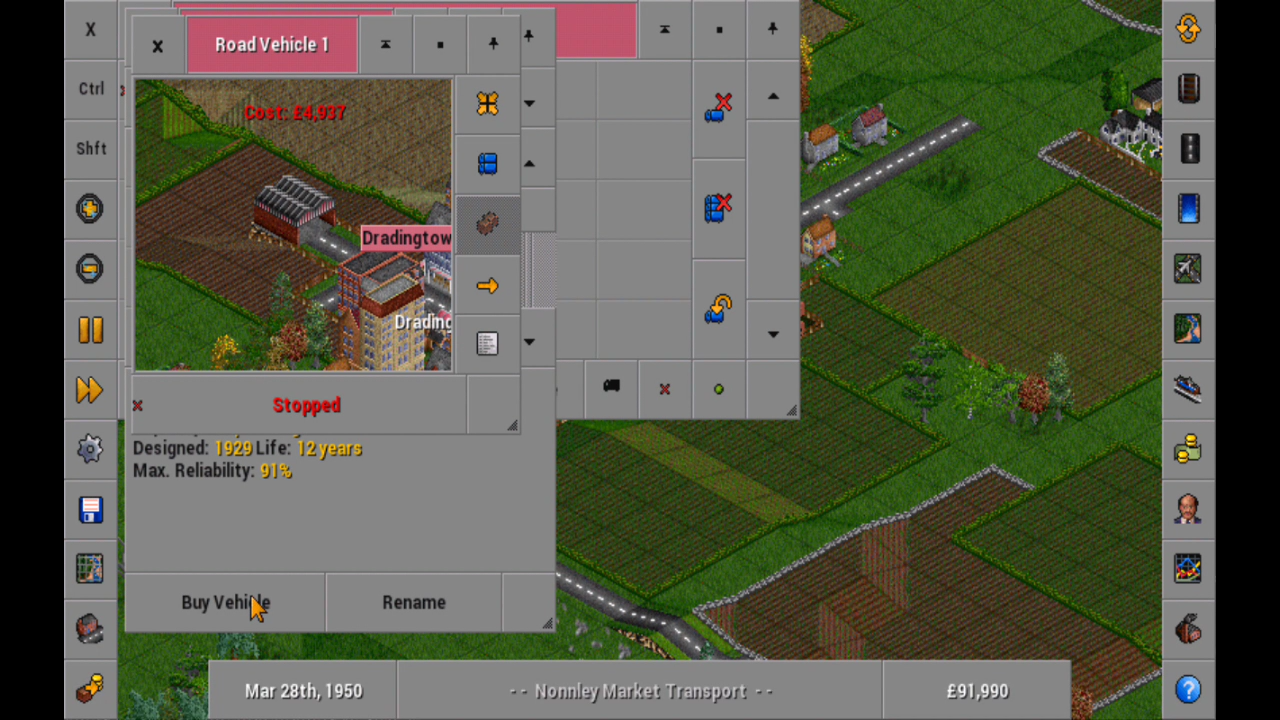 X
Ctrl
Shft
Road Vehicle 1
Cost: £4,937
Dradingtow
Drading
Stopped
Designed: 1929 Life: 12 years
Max. Reliability: 91%
Buy Vehicle
Rename
Mar 28th, 1950
-- Nonnley Market Transport --
£91,990